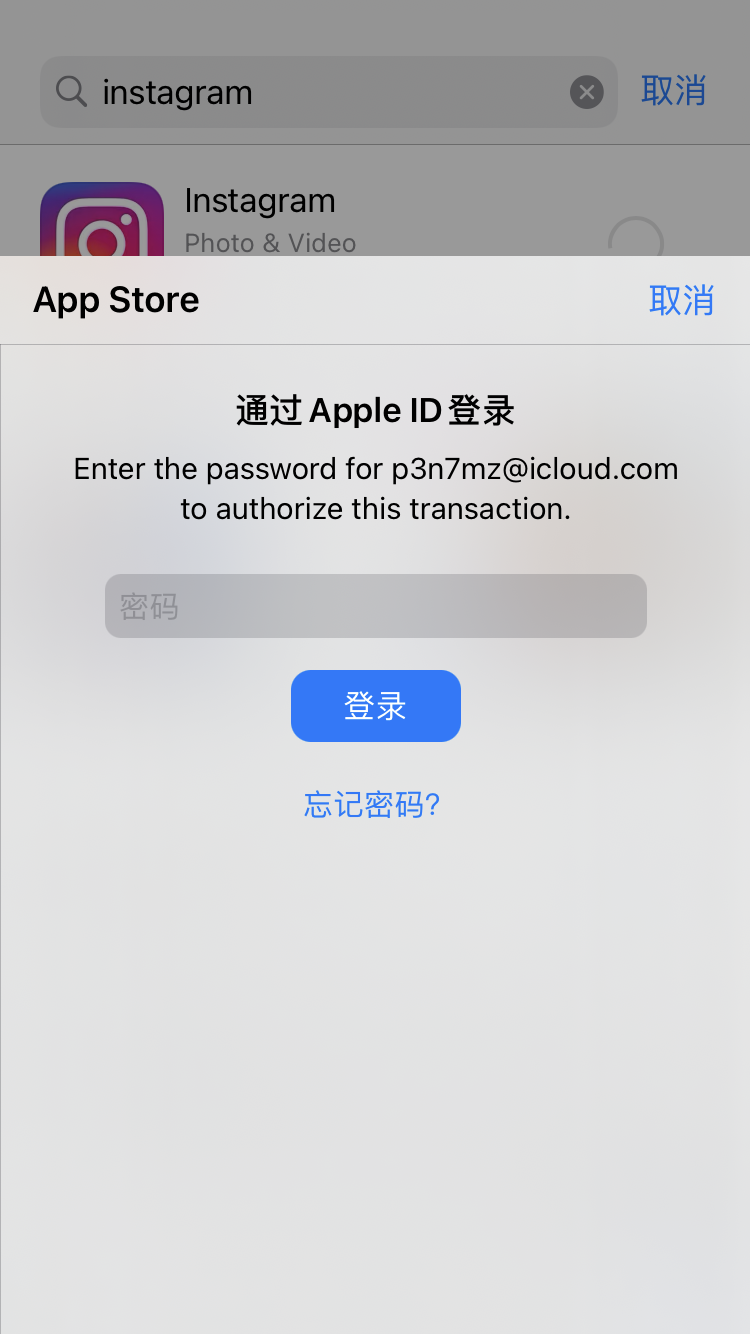 instagram
取消
Instagram
Photo & Video
App Store
取消
通过 Apple ID 登录
Enter the password for p3n7mz@icloud.com
to authorize this transaction.
密码
登录
忘记密码?